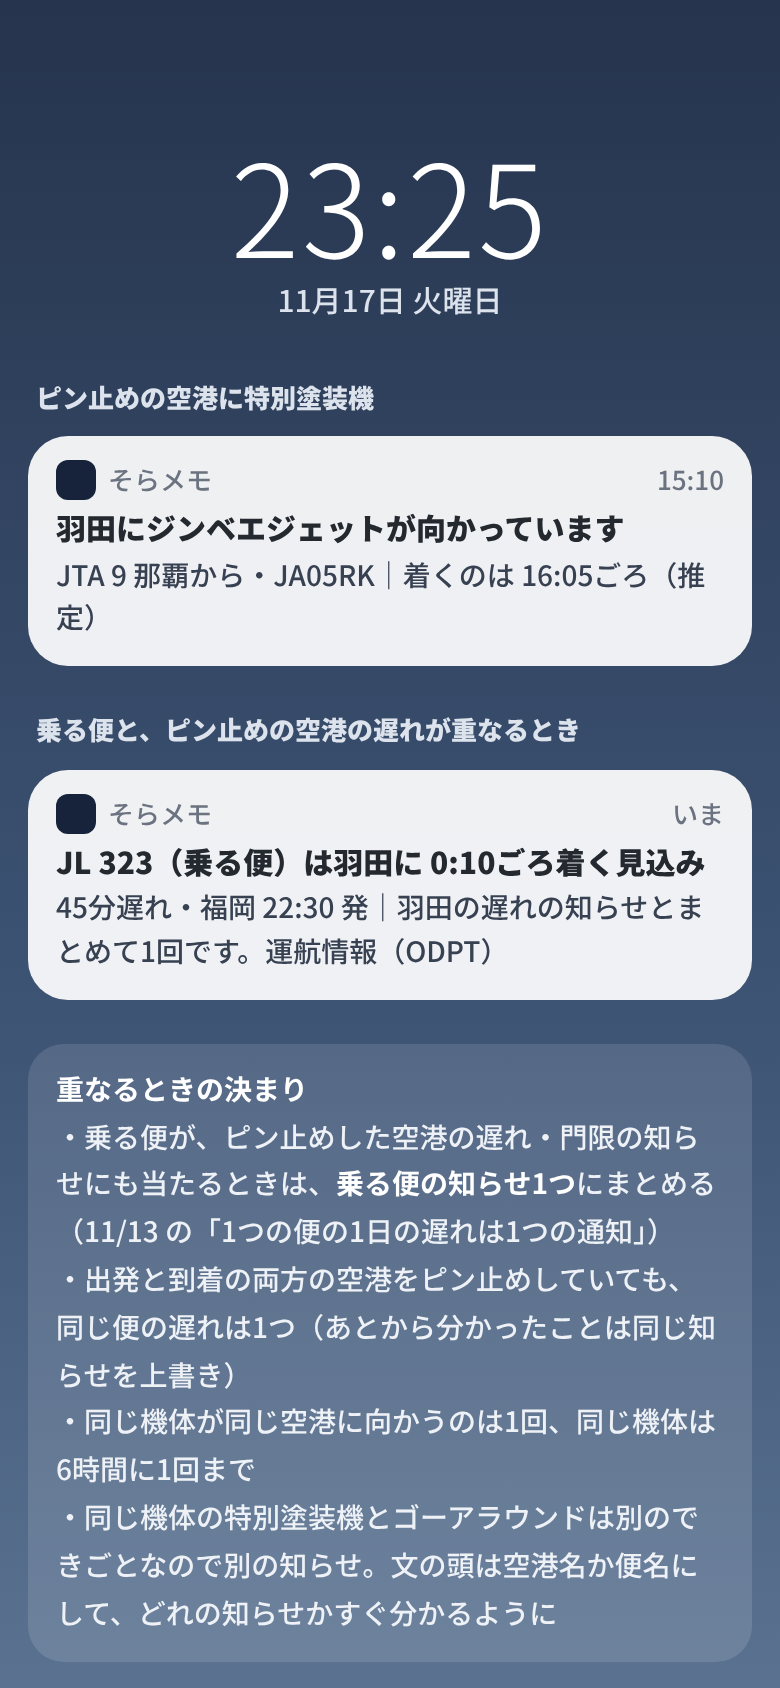 23:25
11月17日 火曜日
ピン止めの空港に特別塗装機
そらメモ 15:10
羽田にジンベエジェットが向かっています
JTA 9 那覇から・JA05RK｜着くのは 16:05ごろ（推
定）
乗る便と、ピン止めの空港の遅れが重なるとき
そらメモ いま
JL 323（乗る便）は羽田に 0:10ごろ着く見込み
45分遅れ・福岡 22:30 発｜羽田の遅れの知らせとま
とめて1回です。運航情報（ODPT）
重なるときの決まり
・乗る便が、ピン止めした空港の遅れ・門限の知ら
せにも当たるときは、乗る便の知らせ1つにまとめる
（11/13 の「1つの便の1日の遅れは1つの通知」）
・出発と到着の両方の空港をピン止めしていても、
同じ便の遅れは1つ（あとから分かったことは同じ知
らせを上書き）
・同じ機体が同じ空港に向かうのは1回、同じ機体は
6時間に1回まで
・同じ機体の特別塗装機とゴーアラウンドは別ので
きごとなので別の知らせ。文の頭は空港名か便名に
して、どれの知らせかすぐ分かるように